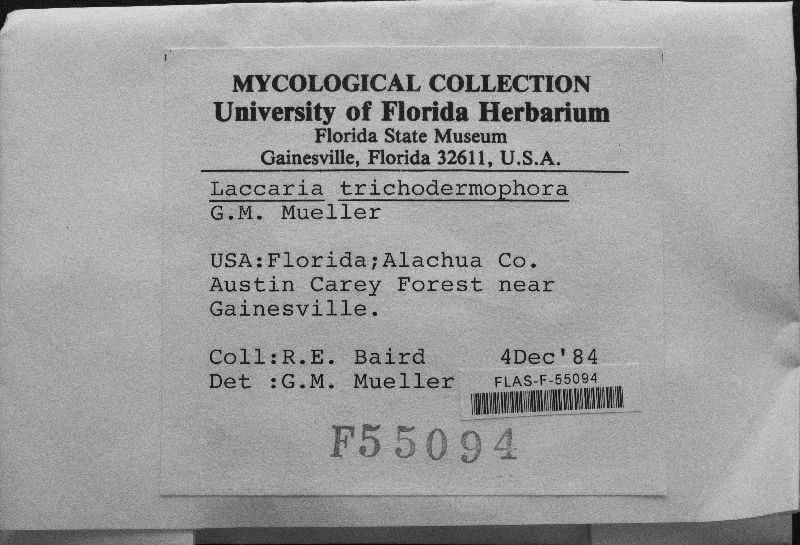 MYCOLOGICAL COLLECTION
University of Florida Herbarium
Florida State Museum
Gainesville, Florida 32611, U.S.A.
Laccaria trichodermophora
G.M. Mueller
USA:Florida;Alachua Co.
Austin Carey Forest near
Gainesville.
Coll:R.E. Baird 4Dec'84
Det :G.M. Mueller
FLAS-F-55094
F55094